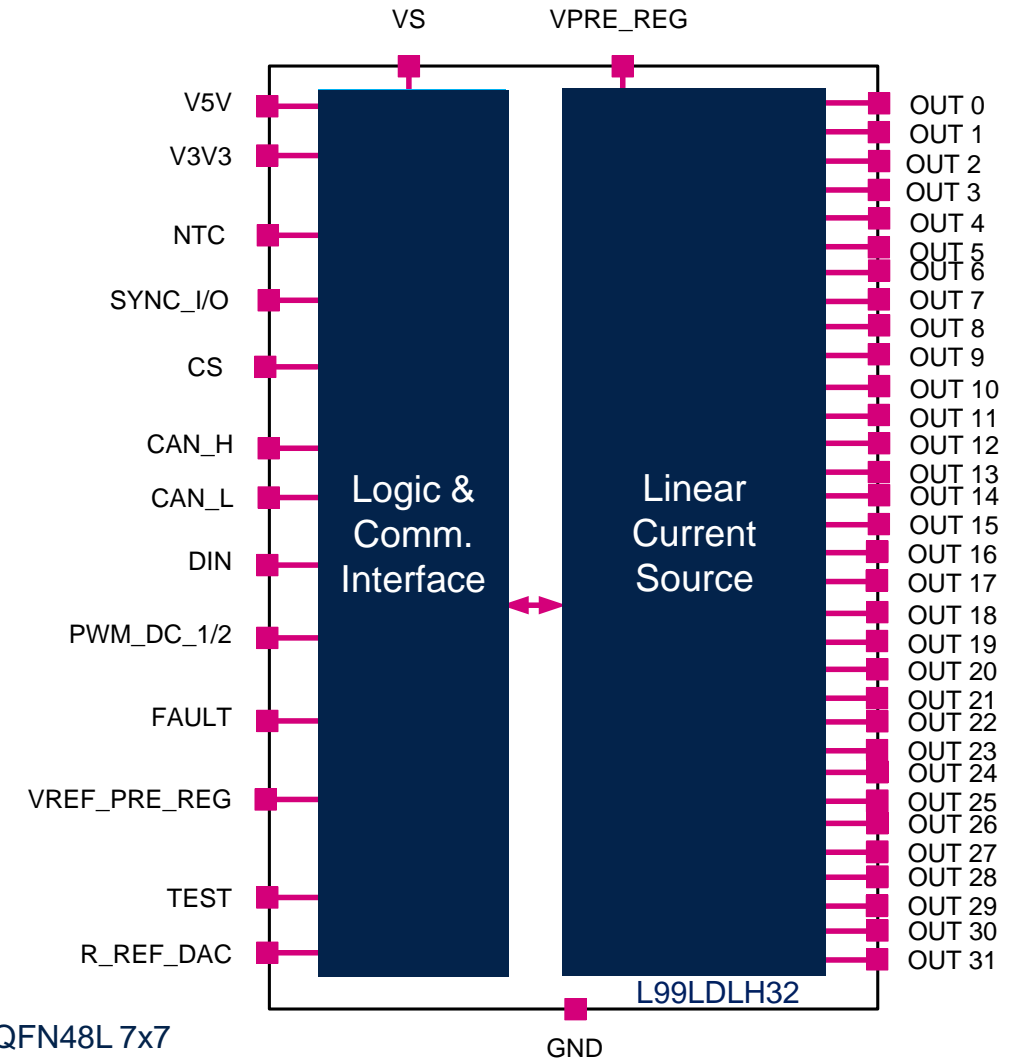 VS
VPRE_REG
V5V
V3V3
NTC
SYNC_I/O
CS
CAN_H
CAN_L
DIN
PWM_DC_1/2
FAULT
VREF_PRE_REG
TEST
R_REF_DAC
Logic &
Comm.
Interface
Linear
Current
Source
OUT 0
OUT 1
OUT 2
OUT 3
OUT 4
OUT 5
OUT 6
OUT 7
OUT 8
OUT 9
OUT 10
OUT 11
OUT 12
OUT 13
OUT 14
OUT 15
OUT 16
OUT 17
OUT 18
OUT 19
OUT 20
OUT 21
OUT 22
OUT 23
OUT 24
OUT 25
OUT 26
OUT 27
OUT 28
OUT 29
OUT 30
OUT 31
L99LDLH32
QFN48L 7x7
GND